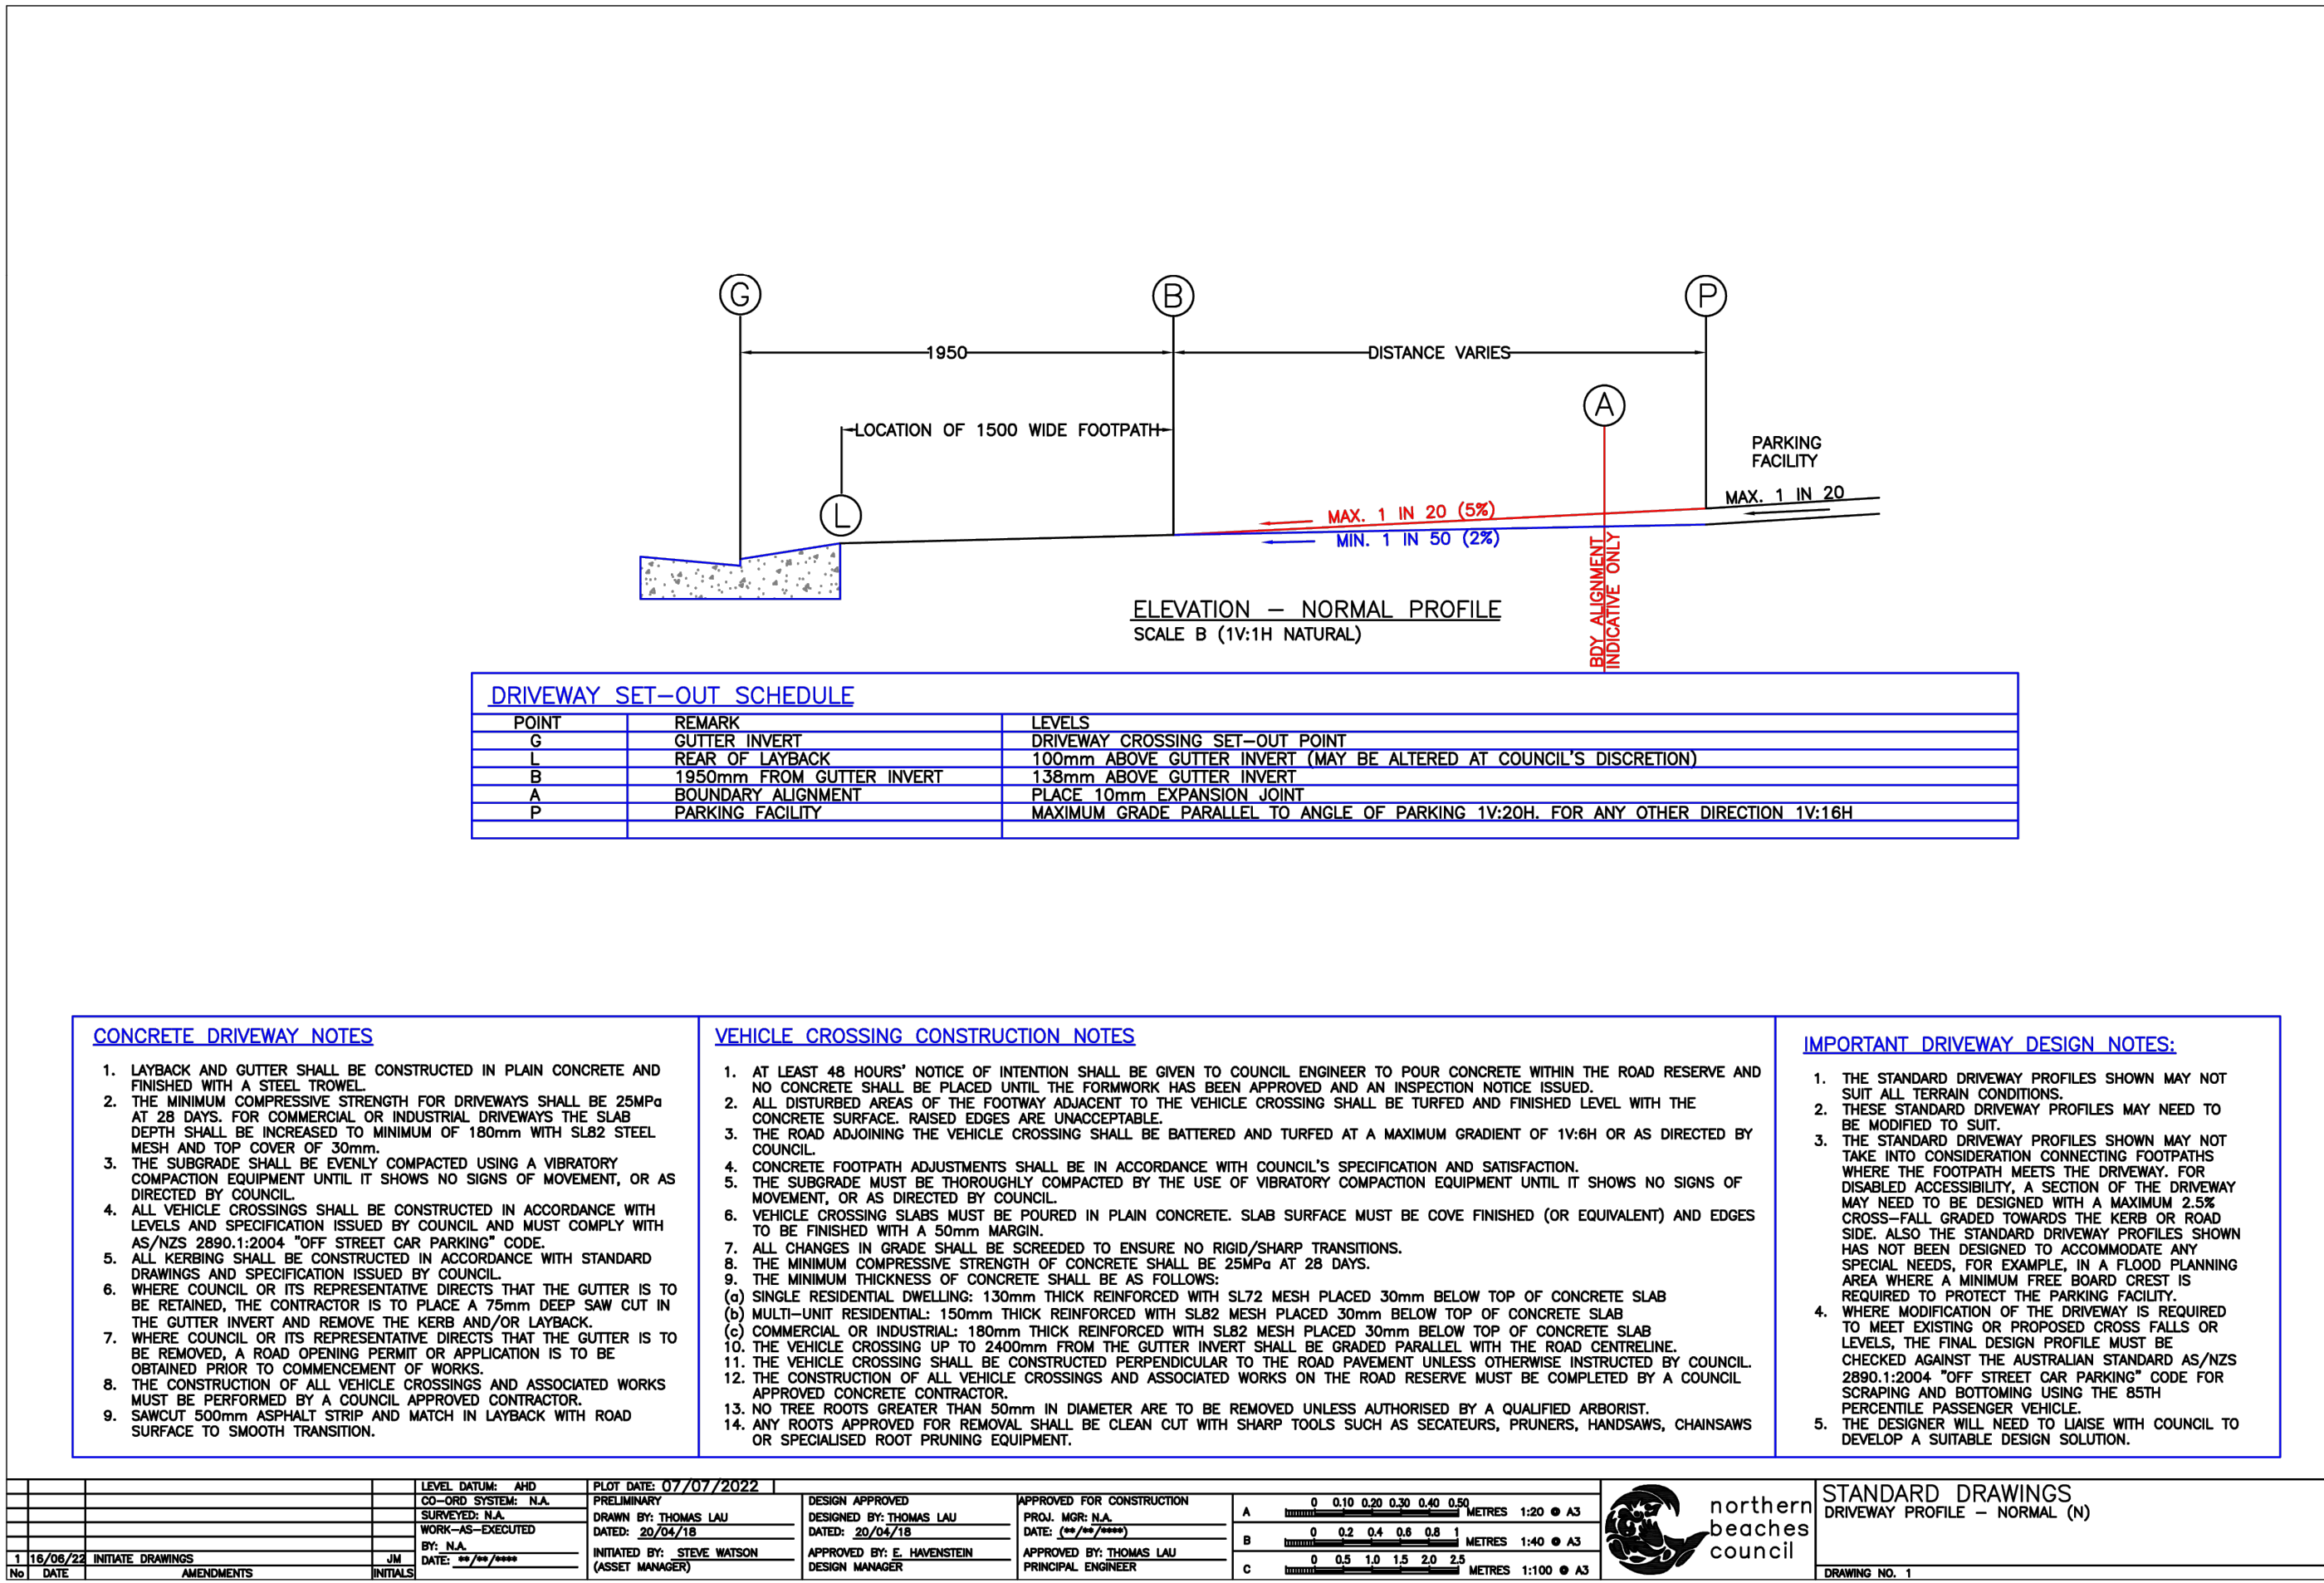 G
B
P
1950
DISTANCE VARIES
A
LOCATION OF 1500 WIDE FOOTPATH
PARKING
FACILITY
L
MAX. 1 IN 20
MAX. 1 IN 20 (5%)
MIN. 1 IN 50 (2%)
BDY ALIGNMENT
INDICATIVE ONLY
ELEVATION – NORMAL PROFILE
SCALE B (1V:1H NATURAL)
DRIVEWAY SET–OUT SCHEDULE
POINT REMARK LEVELS
G GUTTER INVERT DRIVEWAY CROSSING SET–OUT POINT
L REAR OF LAYBACK 100mm ABOVE GUTTER INVERT (MAY BE ALTERED AT COUNCIL'S DISCRETION)
B 1950mm FROM GUTTER INVERT 138mm ABOVE GUTTER INVERT
A BOUNDARY ALIGNMENT PLACE 10mm EXPANSION JOINT
P PARKING FACILITY MAXIMUM GRADE PARALLEL TO ANGLE OF PARKING 1V:20H. FOR ANY OTHER DIRECTION 1V:16H
CONCRETE DRIVEWAY NOTES
1. LAYBACK AND GUTTER SHALL BE CONSTRUCTED IN PLAIN CONCRETE AND
FINISHED WITH A STEEL TROWEL.
2. THE MINIMUM COMPRESSIVE STRENGTH FOR DRIVEWAYS SHALL BE 25MPa
AT 28 DAYS. FOR COMMERCIAL OR INDUSTRIAL DRIVEWAYS THE SLAB
DEPTH SHALL BE INCREASED TO MINIMUM OF 180mm WITH SL82 STEEL
MESH AND TOP COVER OF 30mm.
3. THE SUBGRADE SHALL BE EVENLY COMPACTED USING A VIBRATORY
COMPACTION EQUIPMENT UNTIL IT SHOWS NO SIGNS OF MOVEMENT, OR AS
DIRECTED BY COUNCIL.
4. ALL VEHICLE CROSSINGS SHALL BE CONSTRUCTED IN ACCORDANCE WITH
LEVELS AND SPECIFICATION ISSUED BY COUNCIL AND MUST COMPLY WITH
AS/NZS 2890.1:2004 "OFF STREET CAR PARKING" CODE.
5. ALL KERBING SHALL BE CONSTRUCTED IN ACCORDANCE WITH STANDARD
DRAWINGS AND SPECIFICATION ISSUED BY COUNCIL.
6. WHERE COUNCIL OR ITS REPRESENTATIVE DIRECTS THAT THE GUTTER IS TO
BE RETAINED, THE CONTRACTOR IS TO PLACE A 75mm DEEP SAW CUT IN
THE GUTTER INVERT AND REMOVE THE KERB AND/OR LAYBACK.
7. WHERE COUNCIL OR ITS REPRESENTATIVE DIRECTS THAT THE GUTTER IS TO
BE REMOVED, A ROAD OPENING PERMIT OR APPLICATION IS TO BE
OBTAINED PRIOR TO COMMENCEMENT OF WORKS.
8. THE CONSTRUCTION OF ALL VEHICLE CROSSINGS AND ASSOCIATED WORKS
MUST BE PERFORMED BY A COUNCIL APPROVED CONTRACTOR.
9. SAWCUT 500mm ASPHALT STRIP AND MATCH IN LAYBACK WITH ROAD
SURFACE TO SMOOTH TRANSITION.
VEHICLE CROSSING CONSTRUCTION NOTES
1. AT LEAST 48 HOURS' NOTICE OF INTENTION SHALL BE GIVEN TO COUNCIL ENGINEER TO POUR CONCRETE WITHIN THE ROAD RESERVE AND
NO CONCRETE SHALL BE PLACED UNTIL THE FORMWORK HAS BEEN APPROVED AND AN INSPECTION NOTICE ISSUED.
2. ALL DISTURBED AREAS OF THE FOOTWAY ADJACENT TO THE VEHICLE CROSSING SHALL BE TURFED AND FINISHED LEVEL WITH THE
CONCRETE SURFACE. RAISED EDGES ARE UNACCEPTABLE.
3. THE ROAD ADJOINING THE VEHICLE CROSSING SHALL BE BATTERED AND TURFED AT A MAXIMUM GRADIENT OF 1V:6H OR AS DIRECTED BY
COUNCIL.
4. CONCRETE FOOTPATH ADJUSTMENTS SHALL BE IN ACCORDANCE WITH COUNCIL'S SPECIFICATION AND SATISFACTION.
5. THE SUBGRADE MUST BE THOROUGHLY COMPACTED BY THE USE OF VIBRATORY COMPACTION EQUIPMENT UNTIL IT SHOWS NO SIGNS OF
MOVEMENT, OR AS DIRECTED BY COUNCIL.
6. VEHICLE CROSSING SLABS MUST BE POURED IN PLAIN CONCRETE. SLAB SURFACE MUST BE COVE FINISHED (OR EQUIVALENT) AND EDGES
TO BE FINISHED WITH A 50mm MARGIN.
7. ALL CHANGES IN GRADE SHALL BE SCREEDED TO ENSURE NO RIGID/SHARP TRANSITIONS.
8. THE MINIMUM COMPRESSIVE STRENGTH OF CONCRETE SHALL BE 25MPa AT 28 DAYS.
9. THE MINIMUM THICKNESS OF CONCRETE SHALL BE AS FOLLOWS:
(a) SINGLE RESIDENTIAL DWELLING: 130mm THICK REINFORCED WITH SL72 MESH PLACED 30mm BELOW TOP OF CONCRETE SLAB
(b) MULTI–UNIT RESIDENTIAL: 150mm THICK REINFORCED WITH SL82 MESH PLACED 30mm BELOW TOP OF CONCRETE SLAB
(c) COMMERCIAL OR INDUSTRIAL: 180mm THICK REINFORCED WITH SL82 MESH PLACED 30mm BELOW TOP OF CONCRETE SLAB
10. THE VEHICLE CROSSING UP TO 2400mm FROM THE GUTTER INVERT SHALL BE GRADED PARALLEL WITH THE ROAD CENTRELINE.
11. THE VEHICLE CROSSING SHALL BE CONSTRUCTED PERPENDICULAR TO THE ROAD PAVEMENT UNLESS OTHERWISE INSTRUCTED BY COUNCIL.
12. THE CONSTRUCTION OF ALL VEHICLE CROSSINGS AND ASSOCIATED WORKS ON THE ROAD RESERVE MUST BE COMPLETED BY A COUNCIL
APPROVED CONCRETE CONTRACTOR.
13. NO TREE ROOTS GREATER THAN 50mm IN DIAMETER ARE TO BE REMOVED UNLESS AUTHORISED BY A QUALIFIED ARBORIST.
14. ANY ROOTS APPROVED FOR REMOVAL SHALL BE CLEAN CUT WITH SHARP TOOLS SUCH AS SECATEURS, PRUNERS, HANDSAWS, CHAINSAWS
OR SPECIALISED ROOT PRUNING EQUIPMENT.
IMPORTANT DRIVEWAY DESIGN NOTES:
1. THE STANDARD DRIVEWAY PROFILES SHOWN MAY NOT
SUIT ALL TERRAIN CONDITIONS.
2. THESE STANDARD DRIVEWAY PROFILES MAY NEED TO
BE MODIFIED TO SUIT.
3. THE STANDARD DRIVEWAY PROFILES SHOWN MAY NOT
TAKE INTO CONSIDERATION CONNECTING FOOTPATHS
WHERE THE FOOTPATH MEETS THE DRIVEWAY. FOR
DISABLED ACCESSIBILITY, A SECTION OF THE DRIVEWAY
MAY NEED TO BE DESIGNED WITH A MAXIMUM 2.5%
CROSS–FALL GRADED TOWARDS THE KERB OR ROAD
SIDE. ALSO THE STANDARD DRIVEWAY PROFILES SHOWN
HAS NOT BEEN DESIGNED TO ACCOMMODATE ANY
SPECIAL NEEDS, FOR EXAMPLE, IN A FLOOD PLANNING
AREA WHERE A MINIMUM FREE BOARD CREST IS
REQUIRED TO PROTECT THE PARKING FACILITY.
4. WHERE MODIFICATION OF THE DRIVEWAY IS REQUIRED
TO MEET EXISTING OR PROPOSED CROSS FALLS OR
LEVELS, THE FINAL DESIGN PROFILE MUST BE
CHECKED AGAINST THE AUSTRALIAN STANDARD AS/NZS
2890.1:2004 "OFF STREET CAR PARKING" CODE FOR
SCRAPING AND BOTTOMING USING THE 85TH
PERCENTILE PASSENGER VEHICLE.
5. THE DESIGNER WILL NEED TO LIAISE WITH COUNCIL TO
DEVELOP A SUITABLE DESIGN SOLUTION.
1 16/06/22 INITIATE DRAWINGS JM
No DATE AMENDMENTS INITIALS
LEVEL DATUM: AHD
CO–ORD SYSTEM: N.A.
SURVEYED: N.A.
WORK–AS–EXECUTED
BY: N.A.
DATE: **/**/****
PLOT DATE: 07/07/2022
PRELIMINARY
DRAWN BY: THOMAS LAU
DATED: 20/04/18
INITIATED BY: STEVE WATSON
(ASSET MANAGER)
DESIGN APPROVED
DESIGNED BY: THOMAS LAU
DATED: 20/04/18
APPROVED BY: E. HAVENSTEIN
DESIGN MANAGER
APPROVED FOR CONSTRUCTION
PROJ. MGR: N.A.
DATE: (**/**/****)
APPROVED BY: THOMAS LAU
PRINCIPAL ENGINEER
A 0 0.10 0.20 0.30 0.40 0.50 METRES 1:20 @ A3
B 0 0.2 0.4 0.6 0.8 1 METRES 1:40 @ A3
C 0 0.5 1.0 1.5 2.0 2.5 METRES 1:100 @ A3
northern
beaches
council
STANDARD DRAWINGS
DRIVEWAY PROFILE – NORMAL (N)
DRAWING NO. 1